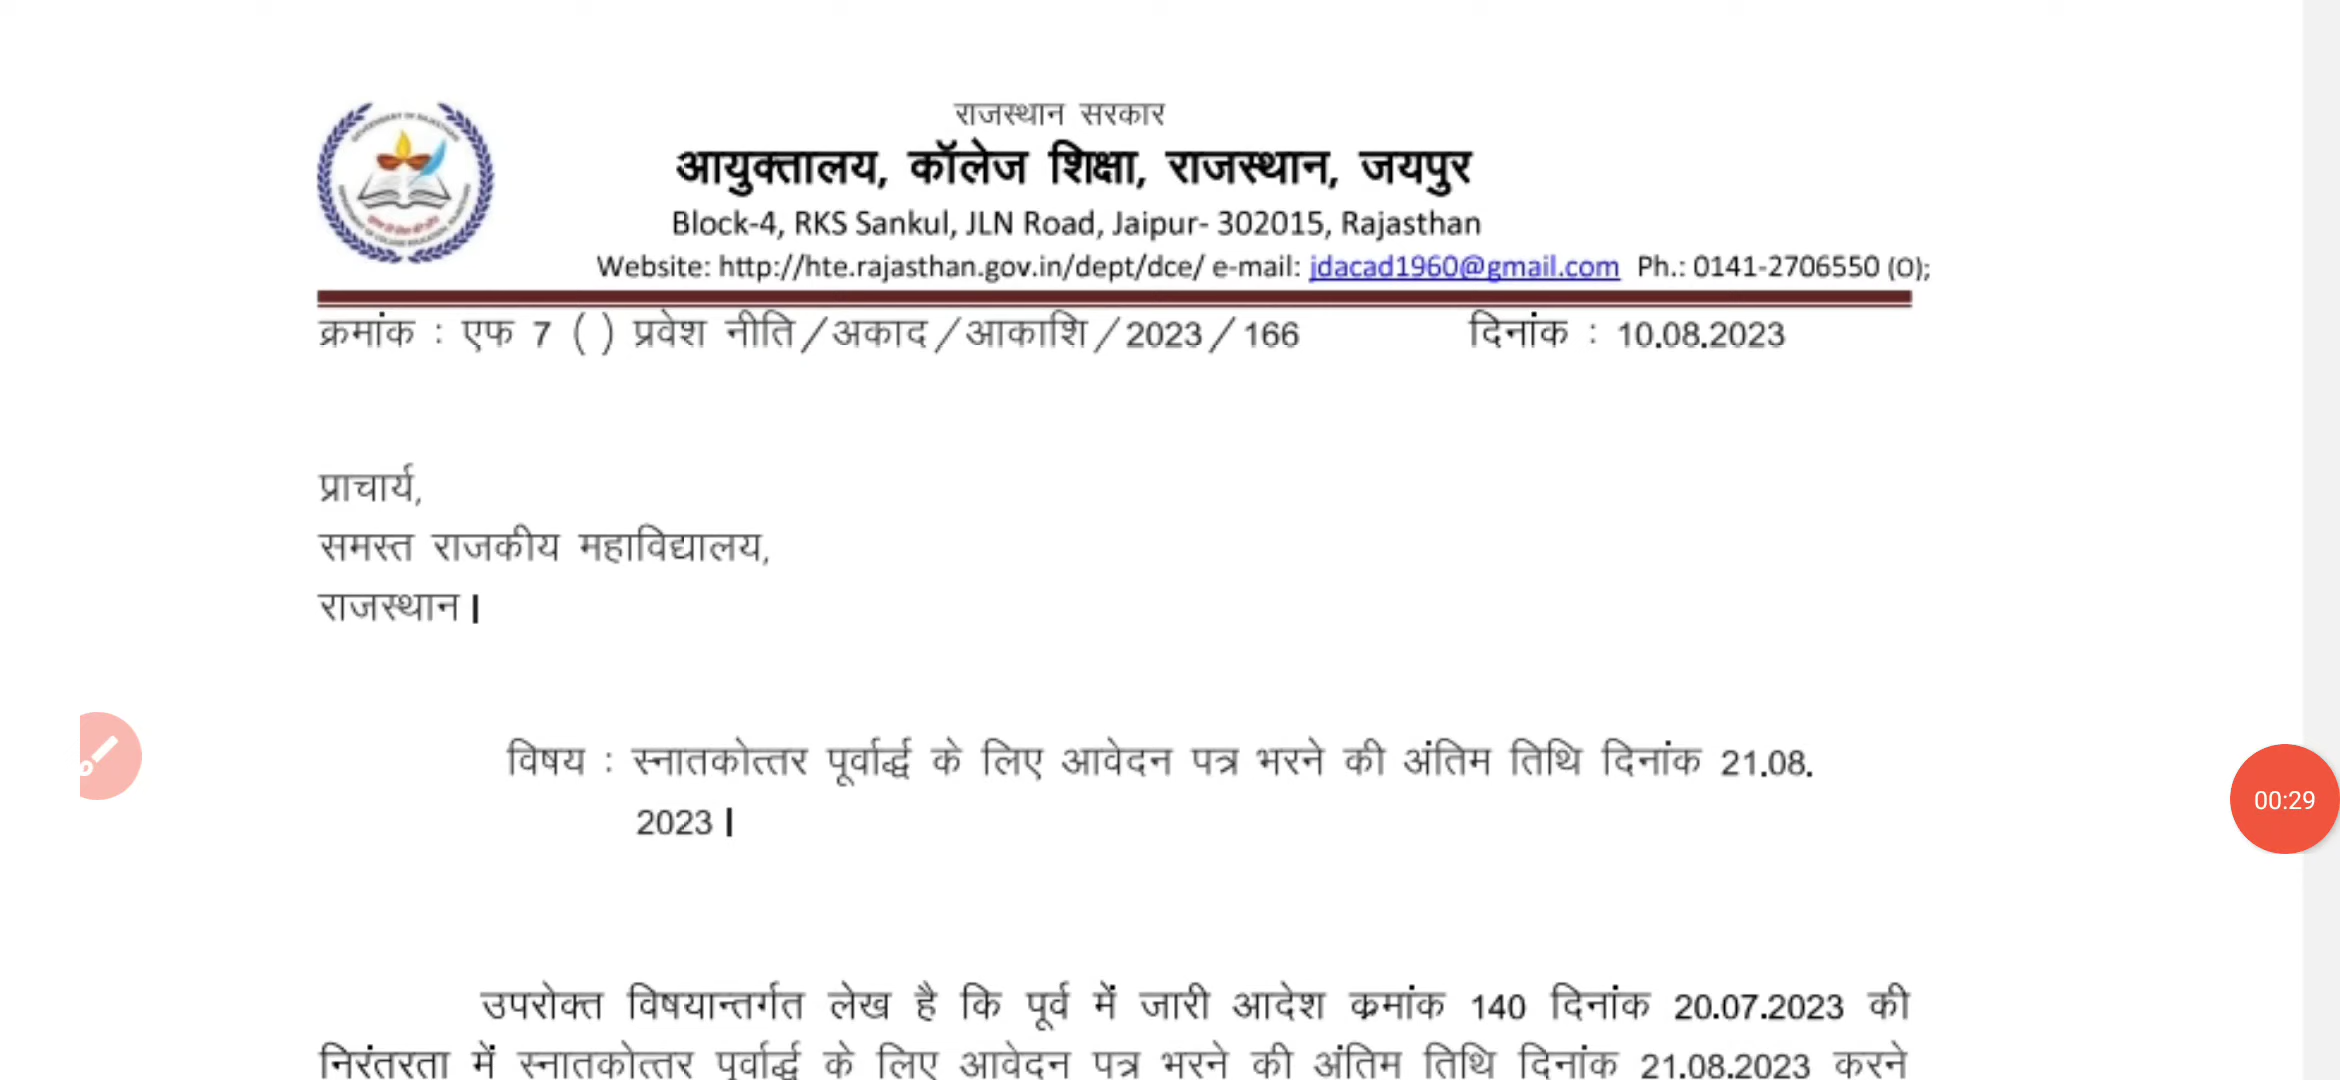 राजस्थान सरकार
आयुक्तालय, कॉलेज शिक्षा, राजस्थान, जयपुर
Block-4, RKS Sankul, JLN Road, Jaipur- 302015, Rajasthan
Website: http://hte.rajasthan.gov.in/dept/dce/ e-mail: jdacad1960@gmail.com Ph.: 0141-2706550 (O);
क्रमांक : एफ 7 ( ) प्रवेश नीति/अकाद/आकाशि/2023/166 दिनांक : 10.08.2023
प्राचार्य,
समस्त राजकीय महाविद्यालय,
राजस्थान।
विषय : स्नातकोत्तर पूर्वार्द्ध के लिए आवेदन पत्र भरने की अंतिम तिथि दिनांक 21.08.
2023।
00:29
उपरोक्त विषयान्तर्गत लेख है कि पूर्व में जारी आदेश क्रमांक 140 दिनांक 20.07.2023 की
निरंतरता में स्नातकोत्तर पूर्वार्द्ध के लिए आवेदन पत्र भरने की अंतिम तिथि दिनांक 21.08.2023 करने